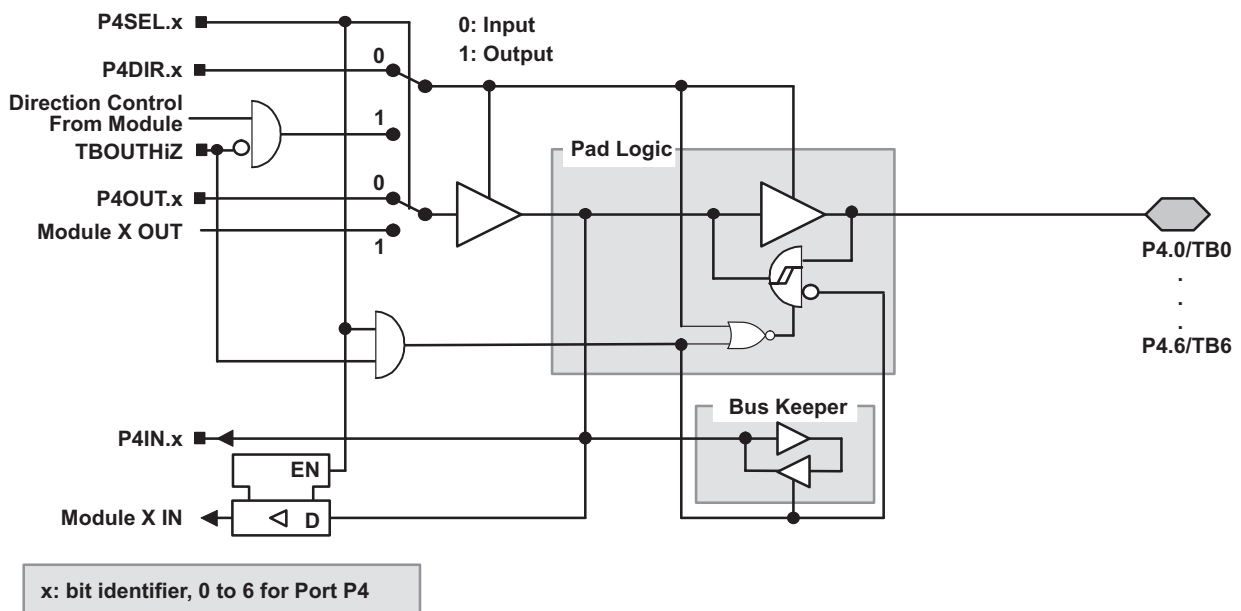 P4SEL.x
0: Input
1: Output
0
P4DIR.x
Direction Control
From Module
1
TBOUTHiZ
Pad Logic
0
P4OUT.x
Module X OUT
1
P4.0/TB0
.
.
.
P4.6/TB6
Bus Keeper
P4IN.x
EN
Module X IN
D
x: bit identifier, 0 to 6 for Port P4